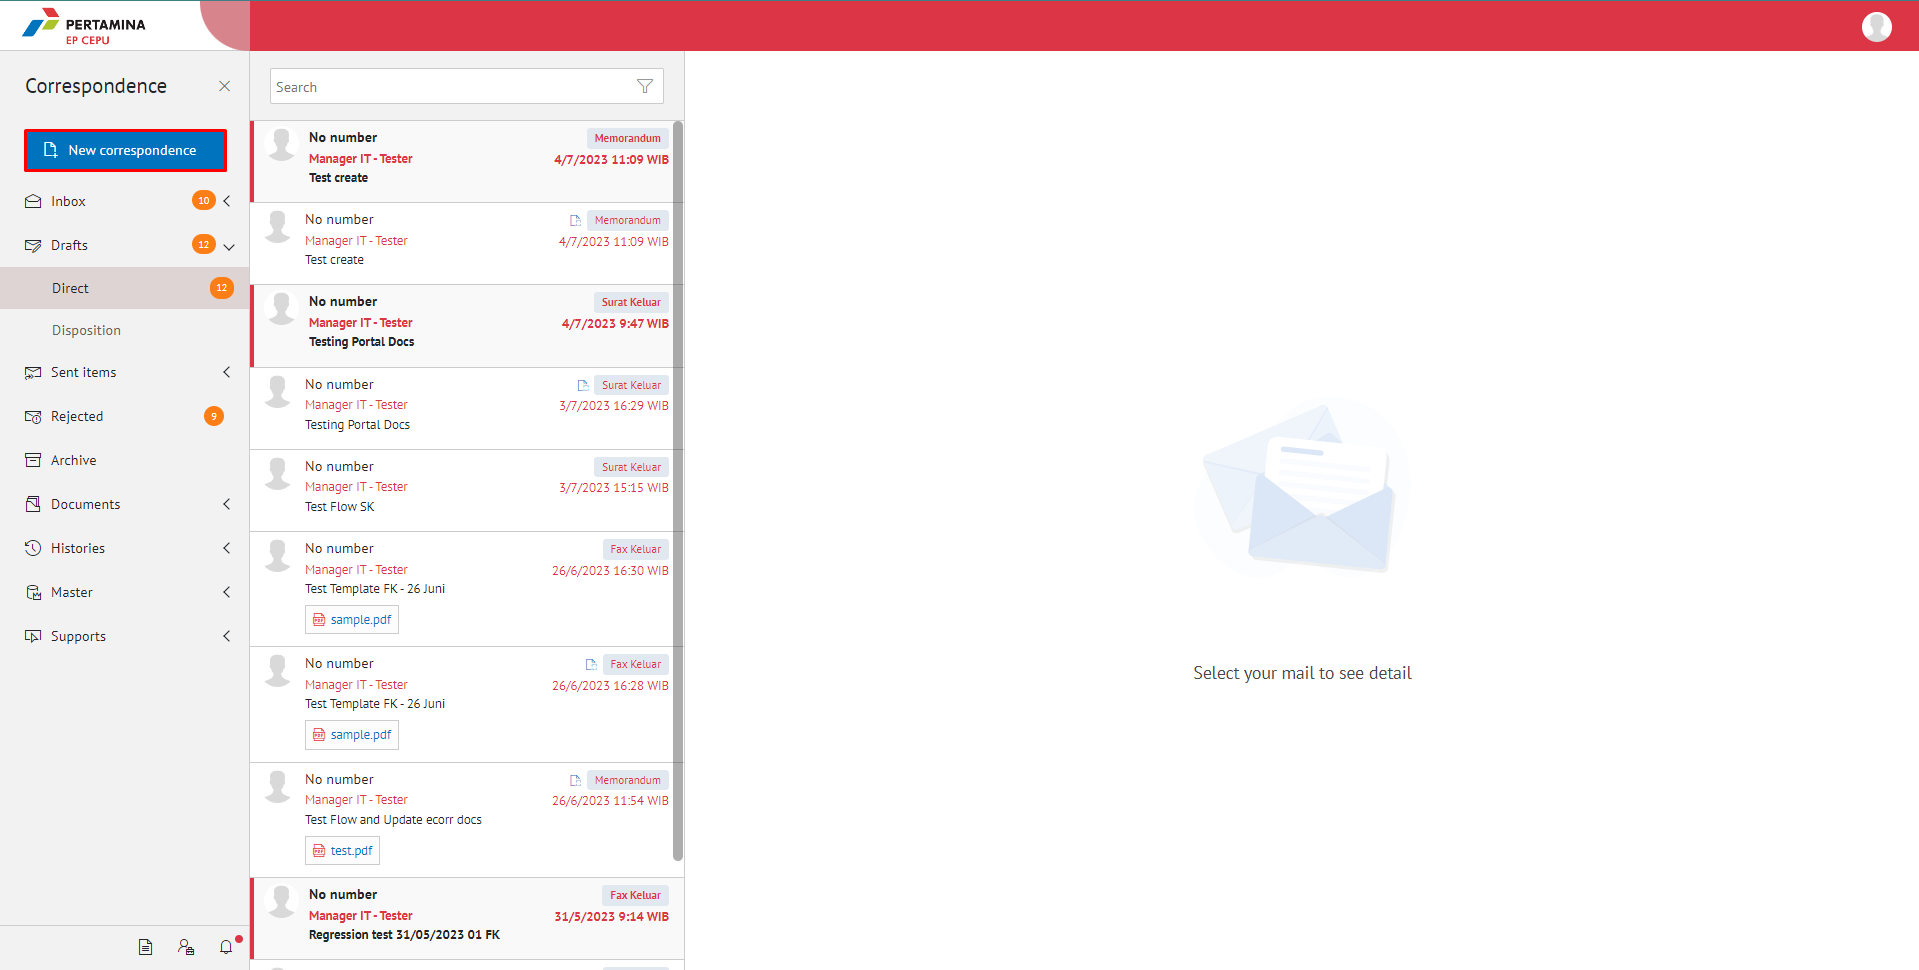 PERTAMINA
EP CEPU
Correspondence
New correspondence
Inbox 10
Drafts 12
Direct 12
Disposition
Sent items
Rejected 9
Archive
Documents
Histories
Master
Supports
Search
No number Memorandum
Manager IT - Tester 4/7/2023 11:09 WIB
Test create
No number Memorandum
Manager IT - Tester 4/7/2023 11:09 WIB
Test create
No number Surat Keluar
Manager IT - Tester 4/7/2023 9:47 WIB
Testing Portal Docs
No number Surat Keluar
Manager IT - Tester 3/7/2023 16:29 WIB
Testing Portal Docs
No number Surat Keluar
Manager IT - Tester 3/7/2023 15:15 WIB
Test Flow SK
No number Fax Keluar
Manager IT - Tester 26/6/2023 16:30 WIB
Test Template FK - 26 Juni
sample.pdf
No number Fax Keluar
Manager IT - Tester 26/6/2023 16:28 WIB
Test Template FK - 26 Juni
sample.pdf
No number Memorandum
Manager IT - Tester 26/6/2023 11:54 WIB
Test Flow and Update ecorr docs
test.pdf
No number Fax Keluar
Manager IT - Tester 31/5/2023 9:14 WIB
Regression test 31/05/2023 01 FK
Select your mail to see detail